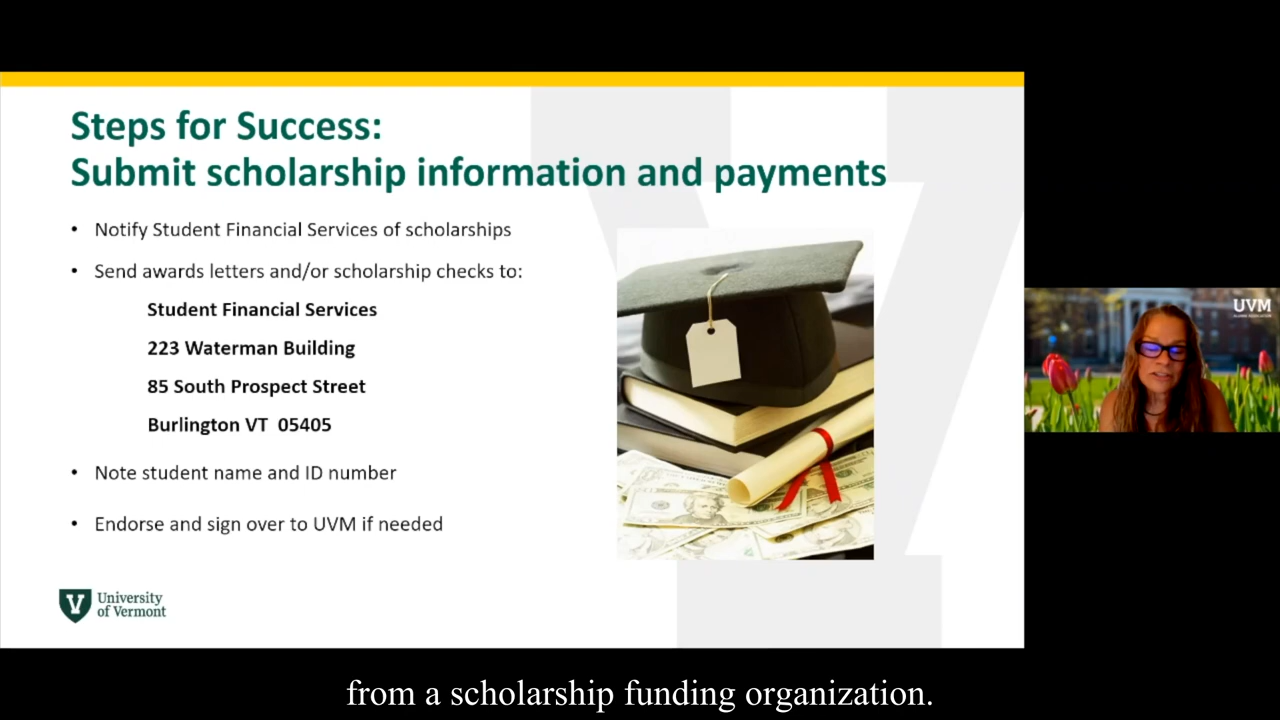 Steps for Success:
Submit scholarship information and payments
• Notify Student Financial Services of scholarships
• Send awards letters and/or scholarship checks to:
Student Financial Services
223 Waterman Building
85 South Prospect Street
Burlington VT 05405
• Note student name and ID number
• Endorse and sign over to UVM if needed
University
of Vermont
UVM
from a scholarship funding organization.